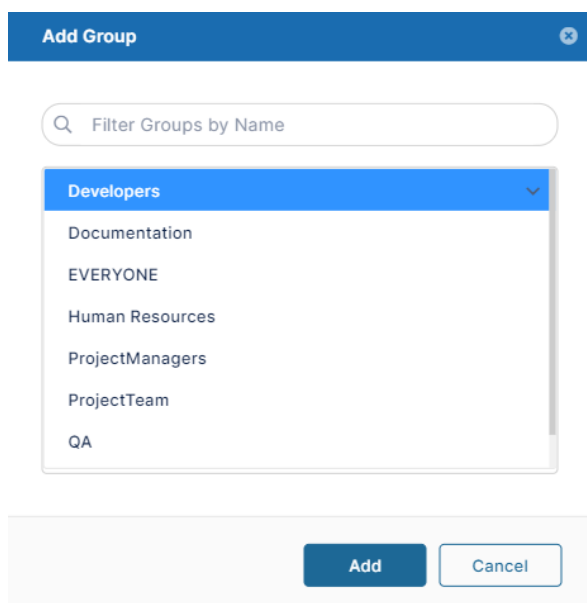 Add Group
Filter Groups by Name
Developers
Documentation
EVERYONE
Human Resources
ProjectManagers
ProjectTeam
QA
Add
Cancel